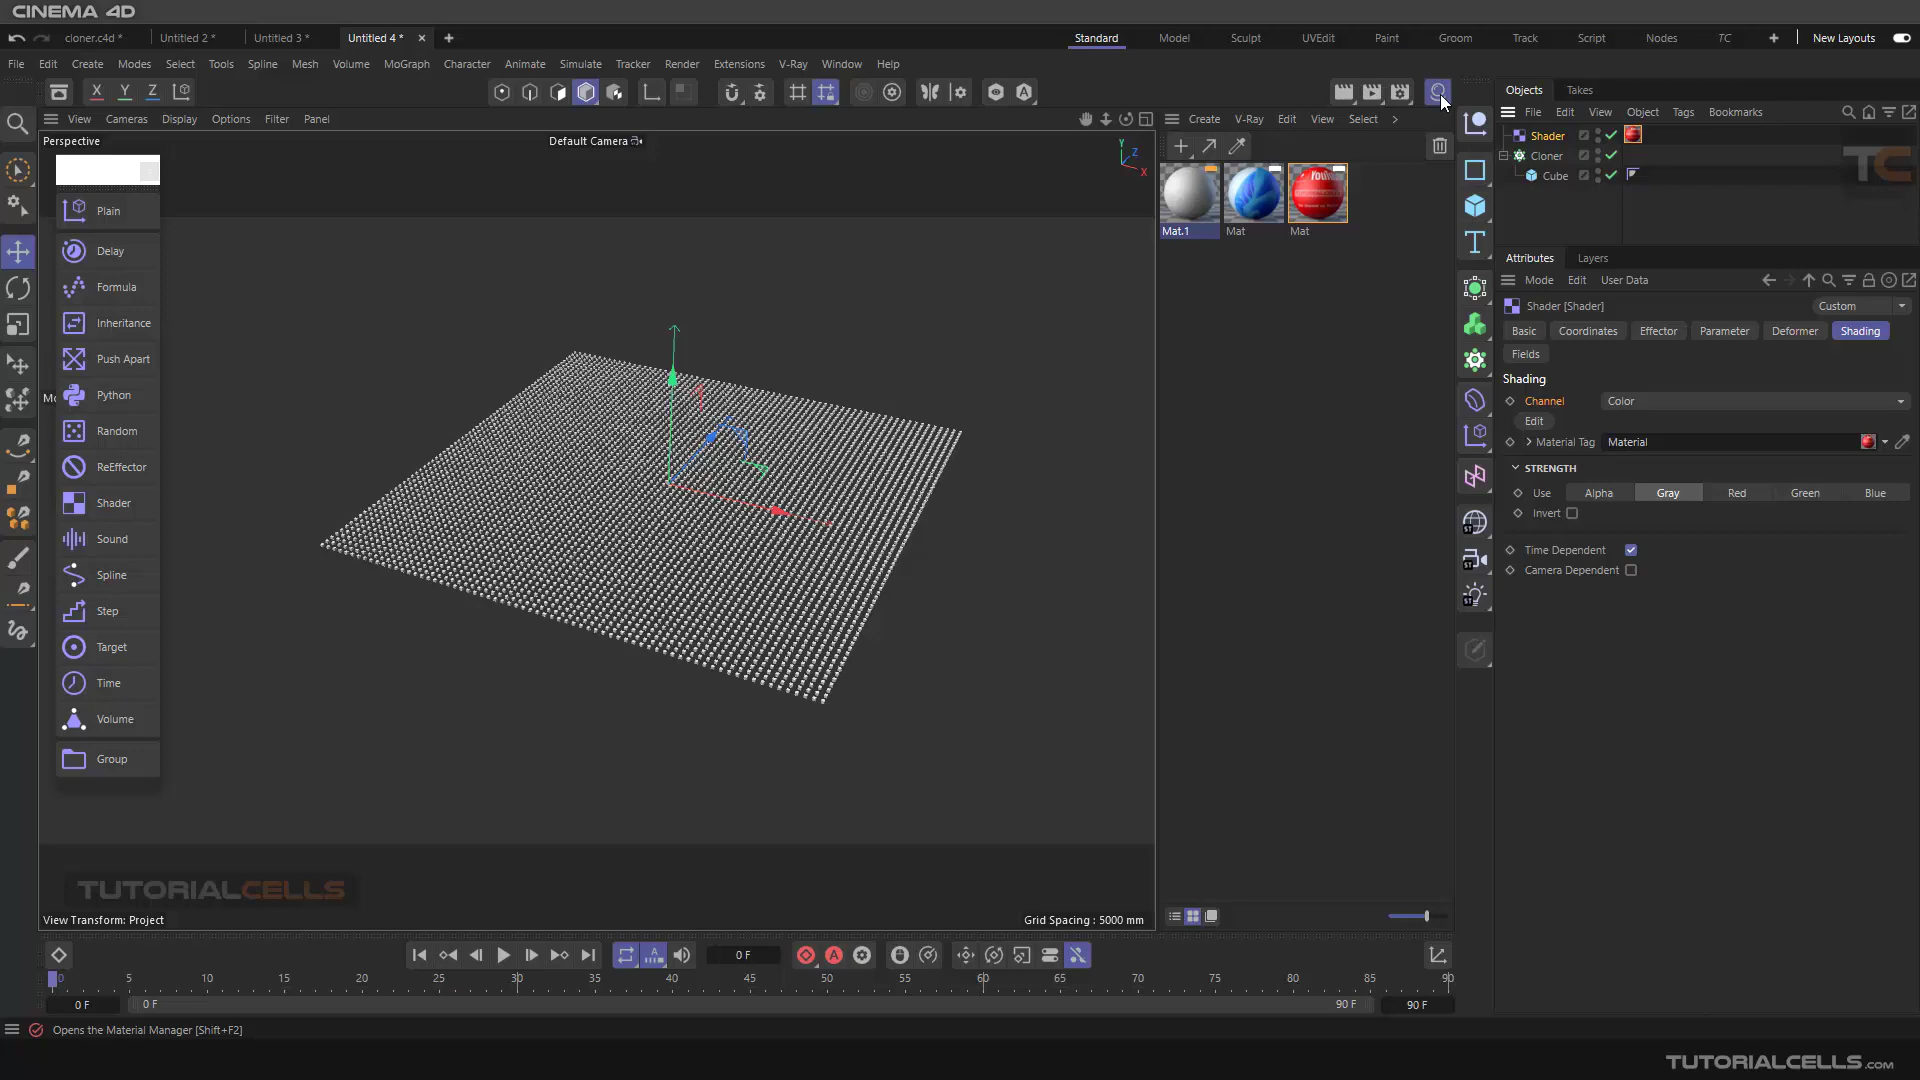 CINEMA 4D
cloner.c4d *
Untitled 2 *
Untitled 3 *
Untitled 4 *
Standard
Model
Sculpt
UVEdit
Paint
Groom
Track
Script
Nodes
TC
New Layouts
File Edit Create Modes Select Tools Spline Mesh Volume MoGraph Character Animate Simulate Tracker Render Extensions V-Ray Window Help
X Y Z
View Cameras Display Options Filter Panel
Perspective
Default Camera
Y
Z
X
Plain
Delay
Formula
Inheritance
Push Apart
Mo
Python
Random
ReEffector
Shader
Sound
Spline
Step
Target
Time
Volume
Group
TUTORIALCELLS
View Transform: Project
Grid Spacing : 5000 mm
Create V-Ray Edit View Select
Mat.1
Mat
Mat
Objects
Takes
File Edit View Object Tags Bookmarks
Shader
Cloner
Cube
TC
Attributes
Layers
Mode Edit User Data
Shader [Shader]
Custom
Basic
Coordinates
Effector
Parameter
Deformer
Shading
Fields
Shading
Channel
Color
Edit
Material Tag
Material
STRENGTH
Use
Alpha
Gray
Red
Green
Blue
Invert
Time Dependent
Camera Dependent
0 F
0 5 10 15 20 25 30 35 40 45 50 55 60 65 70 75 80 85 90
0 F
0 F
90 F
90 F
Opens the Material Manager [Shift+F2]
TUTORIALCELLS.com